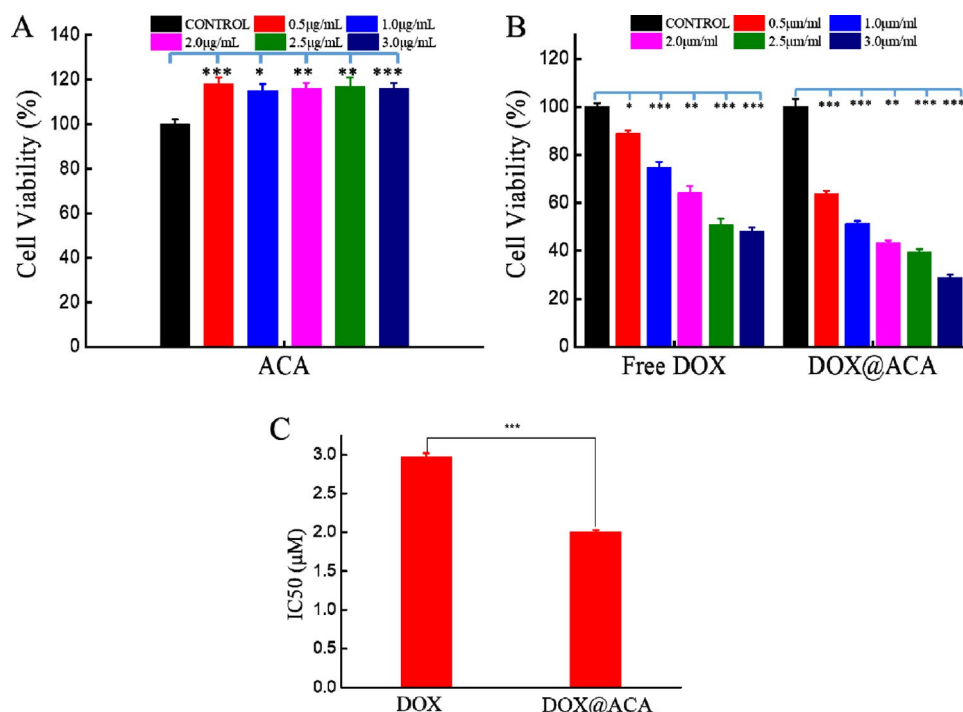 A
CONTROL 0.5μg/mL 1.0μg/mL
2.0μg/mL 2.5μg/mL 3.0μg/mL
140
120
100
80
60
40
20
0
Cell Viability (%)
*** * ** ** ***
ACA
B
CONTROL 0.5μm/ml 1.0μm/ml
2.0μm/ml 2.5μm/ml 3.0μm/ml
120
100
80
60
40
20
0
Cell Viability (%)
* *** ** *** ***
*** *** ** *** ***
Free DOX DOX@ACA
C
***
3.0
2.5
2.0
1.5
1.0
0.5
0.0
IC50 (μM)
DOX DOX@ACA